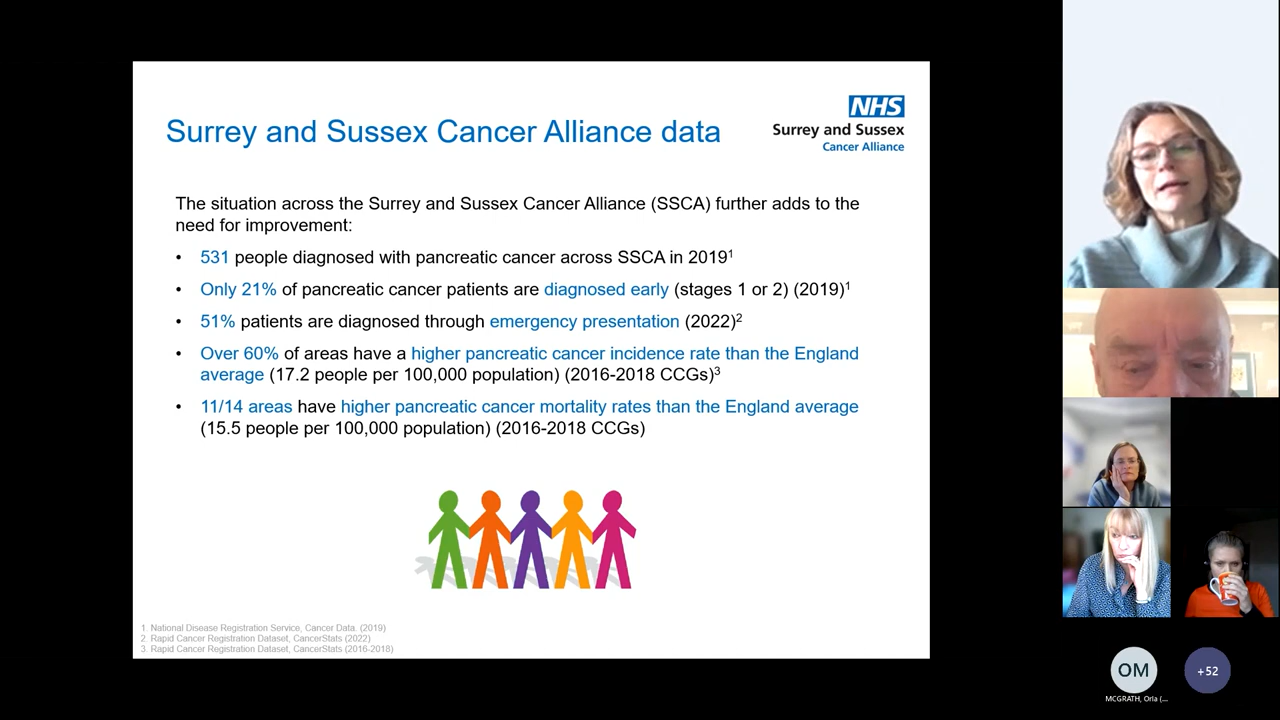 Surrey and Sussex Cancer Alliance data
NHS
Surrey and Sussex
Cancer Alliance
The situation across the Surrey and Sussex Cancer Alliance (SSCA) further adds to the
need for improvement:
• 531 people diagnosed with pancreatic cancer across SSCA in 2019¹
• Only 21% of pancreatic cancer patients are diagnosed early (stages 1 or 2) (2019)¹
• 51% patients are diagnosed through emergency presentation (2022)²
• Over 60% of areas have a higher pancreatic cancer incidence rate than the England
average (17.2 people per 100,000 population) (2016-2018 CCGs)³
• 11/14 areas have higher pancreatic cancer mortality rates than the England average
(15.5 people per 100,000 population) (2016-2018 CCGs)
1. National Disease Registration Service, Cancer Data. (2019)
2. Rapid Cancer Registration Dataset, CancerStats (2022)
3. Rapid Cancer Registration Dataset, CancerStats (2016-2018)
OM
+52
MCGRATH, Orla (...